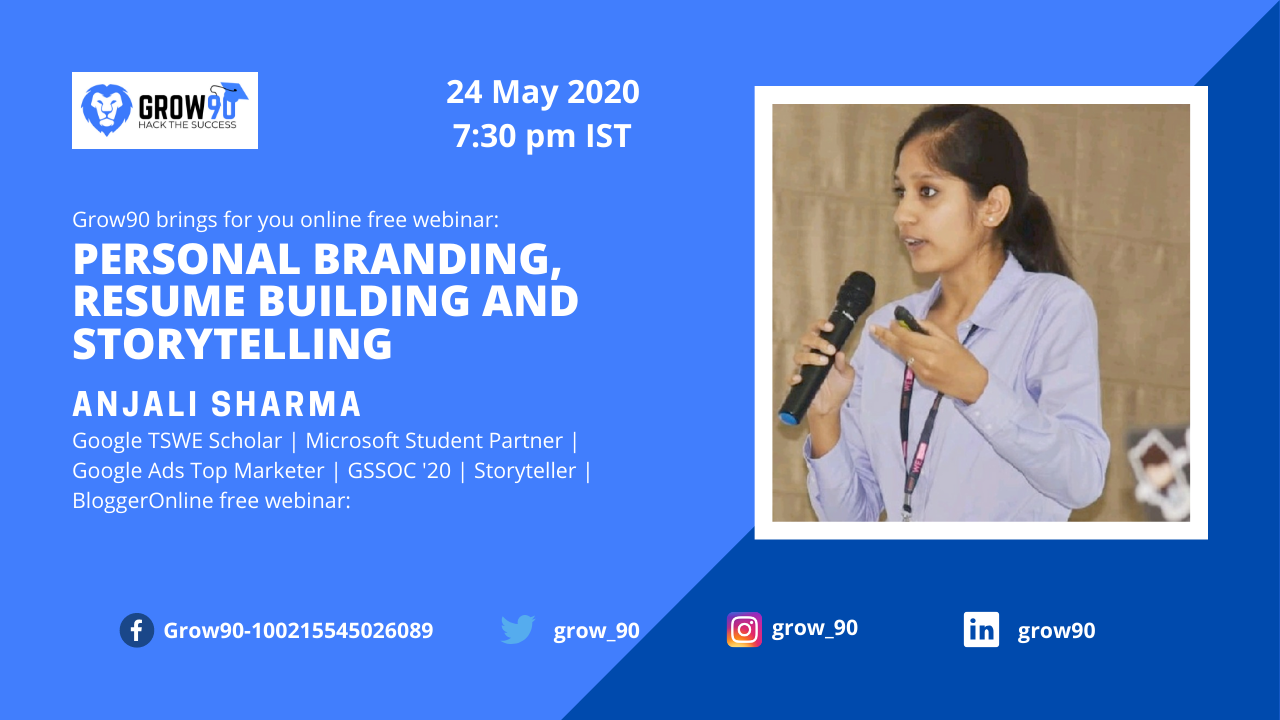 GROW90
HACK THE SUCCESS
24 May 2020
7:30 pm IST
Grow90 brings for you online free webinar:
PERSONAL BRANDING,
RESUME BUILDING AND
STORYTELLING
ANJALI SHARMA
Google TSWE Scholar | Microsoft Student Partner |
Google Ads Top Marketer | GSSOC '20 | Storyteller |
BloggerOnline free webinar:
Grow90-100215545026089
grow_90
grow_90
in
grow90